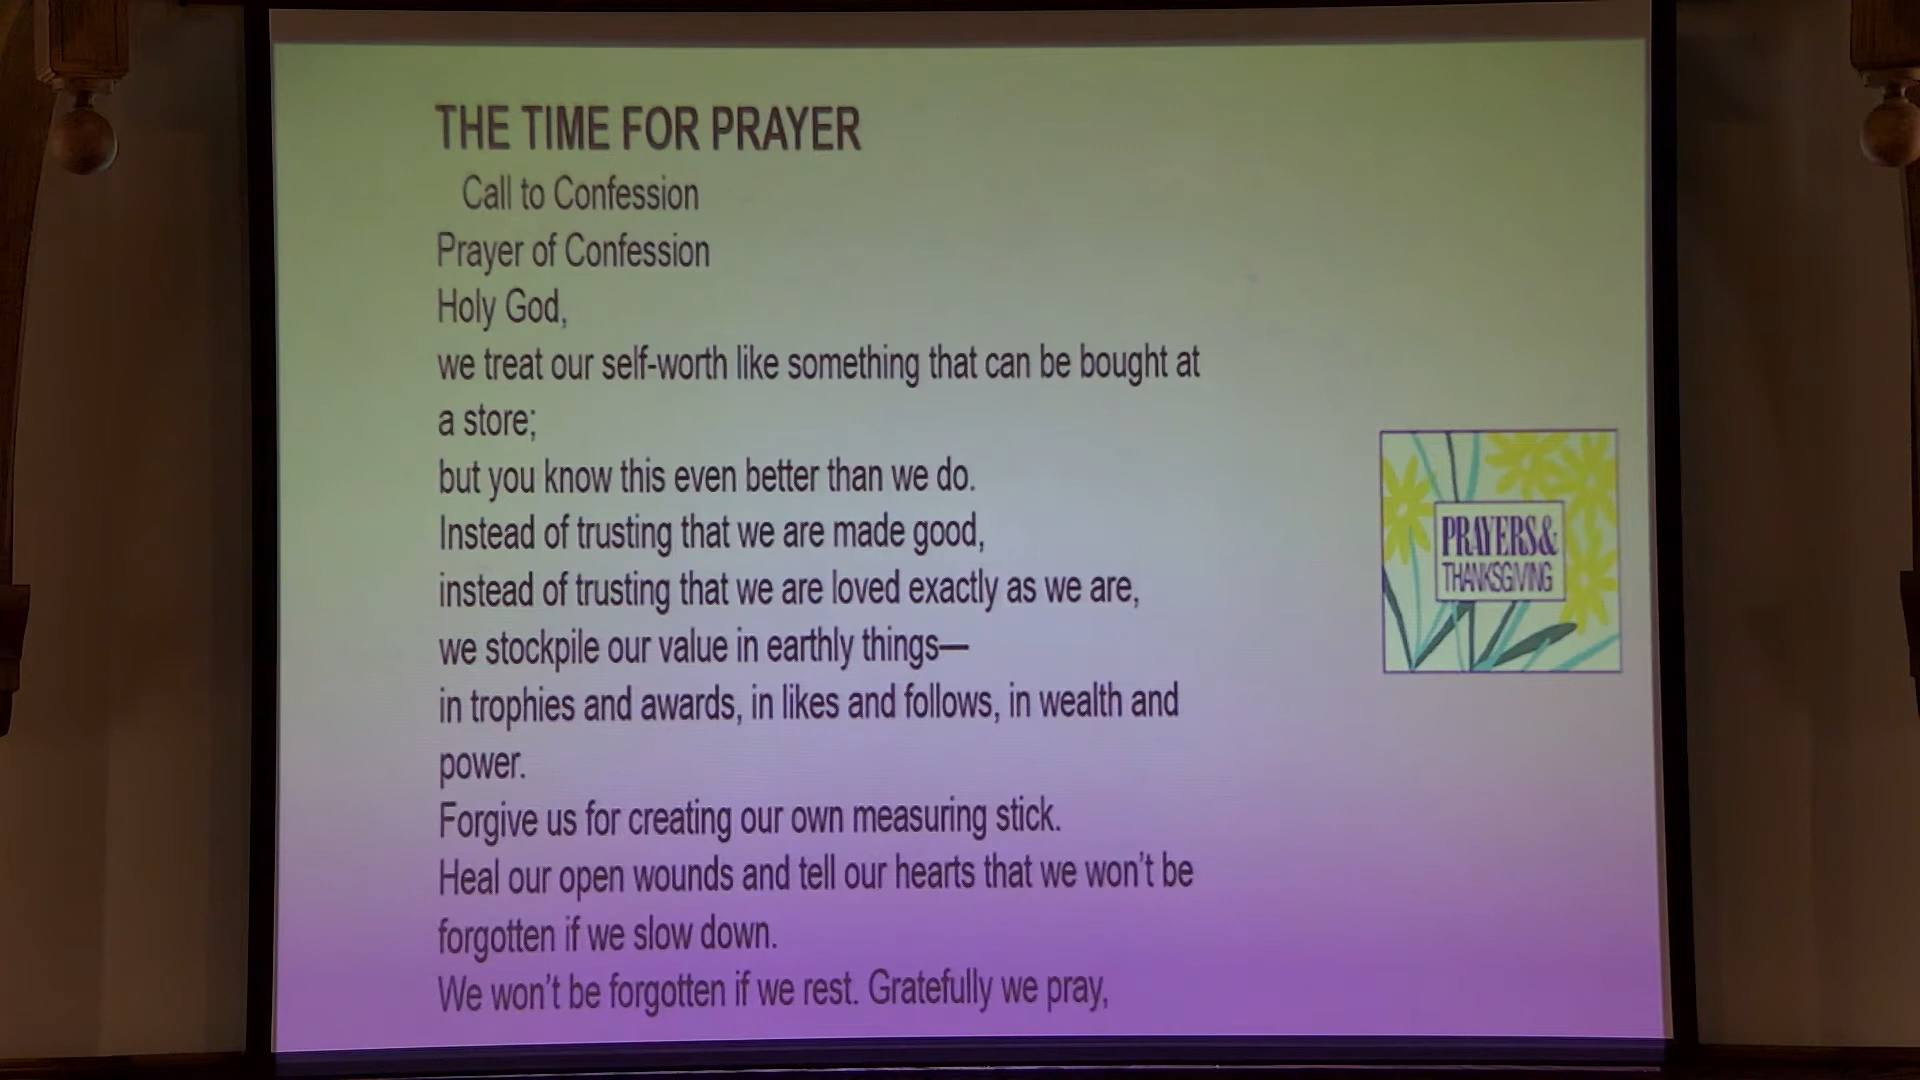 THE TIME FOR PRAYER
Call to Confession
Prayer of Confession
Holy God,
we treat our self-worth like something that can be bought at
a store;
but you know this even better than we do.
Instead of trusting that we are made good,
instead of trusting that we are loved exactly as we are,
we stockpile our value in earthly things—
in trophies and awards, in likes and follows, in wealth and
power.
Forgive us for creating our own measuring stick.
Heal our open wounds and tell our hearts that we won't be
forgotten if we slow down.
We won't be forgotten if we rest. Gratefully we pray,
PRAYERS&
THANKSGIVING